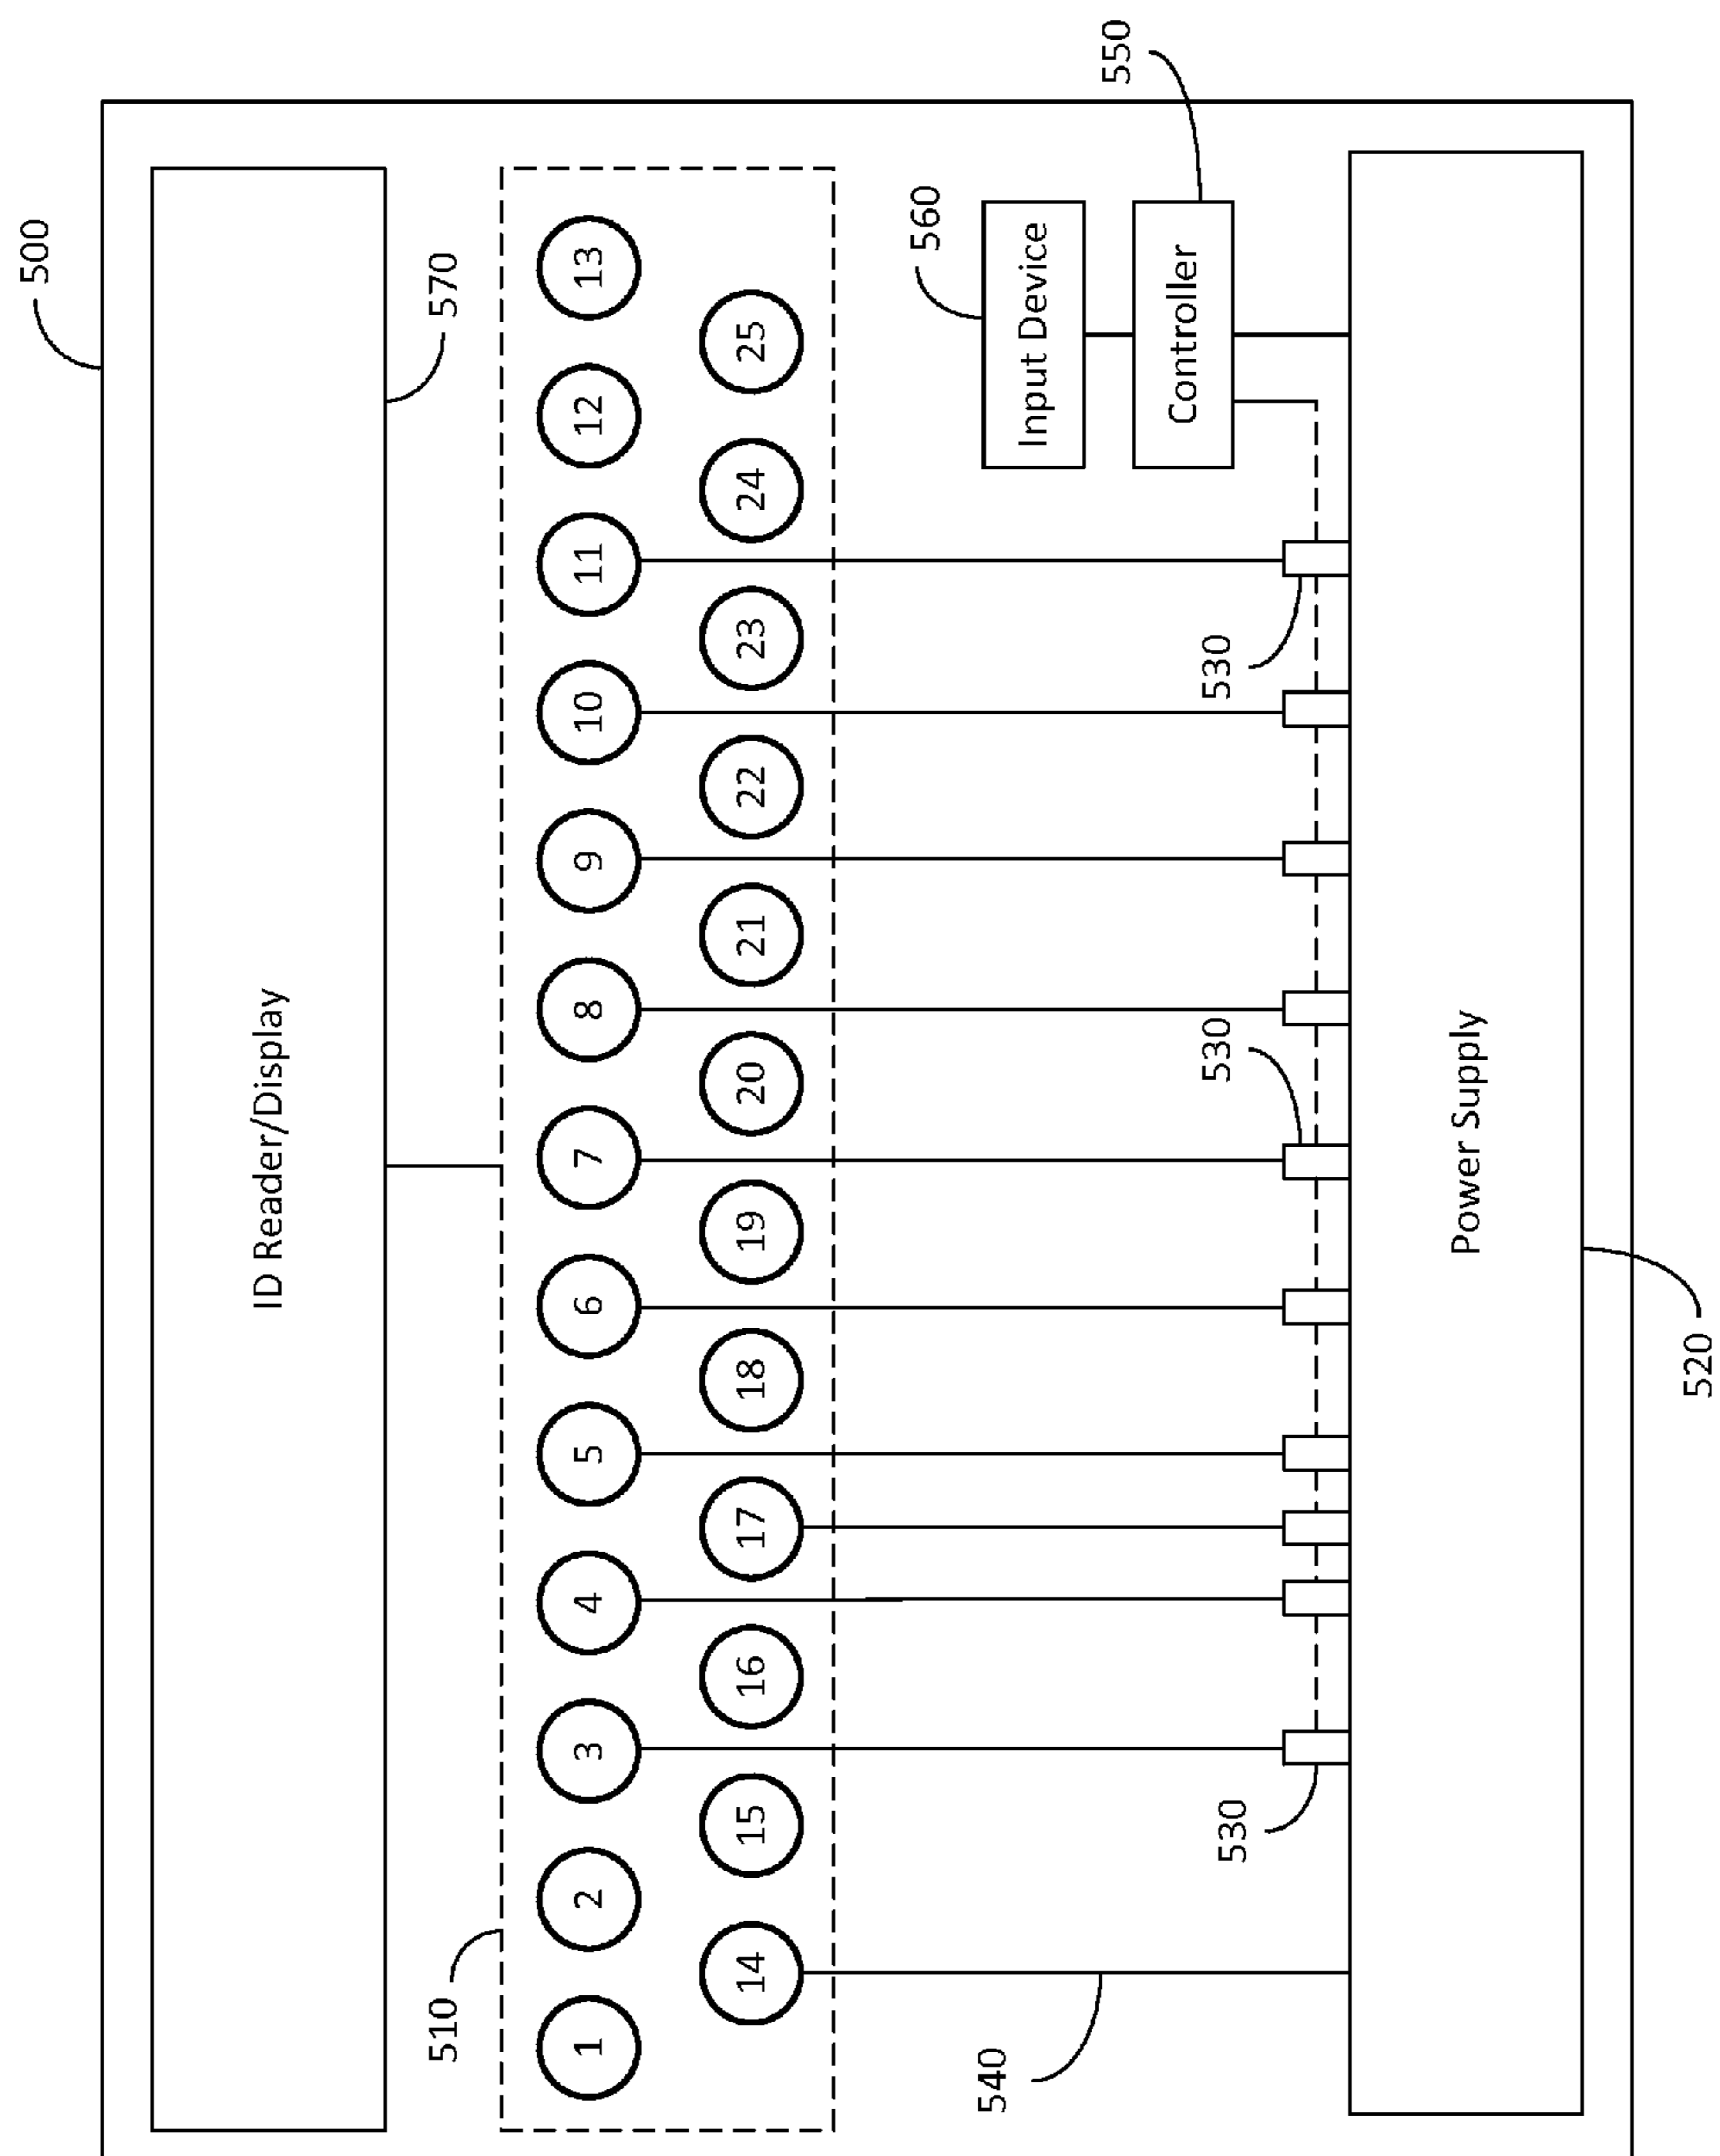 500
ID Reader/Display
510
570
1 2 3 4 5 6 7 8 9 10 11 12 13
14 15 16 17 18 19 20 21 22 23 24 25
560
540
Input Device
550
Controller
530
530
530
Power Supply
520